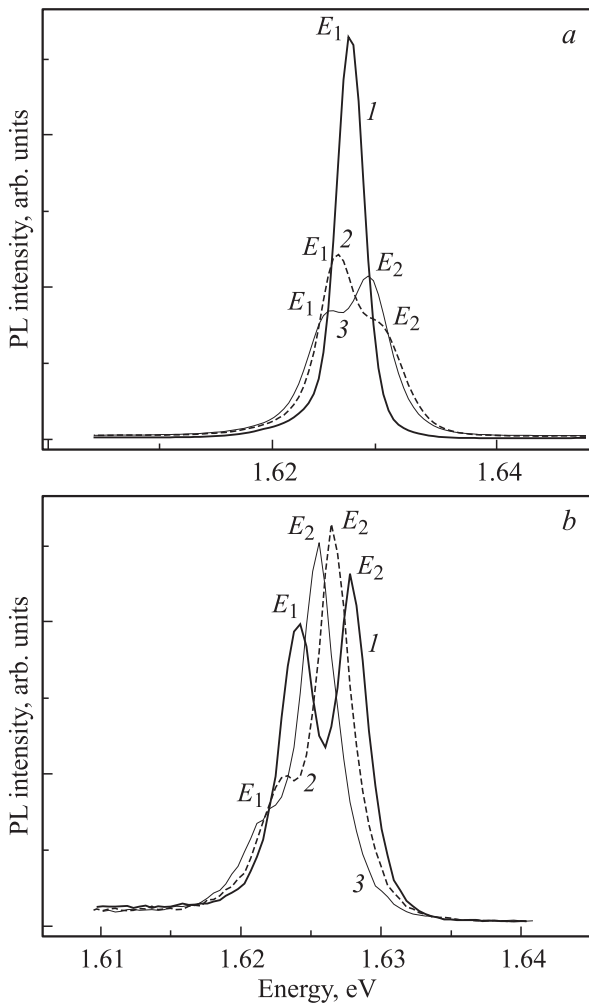 E1
a
1
E1
2
E2
E1
3
E2
PL intensity, arb. units
1.62
1.64
b
E2
E2
E1
E2
1
E1
2
3
PL intensity, arb. units
1.61
1.62
1.63
1.64
Energy, eV